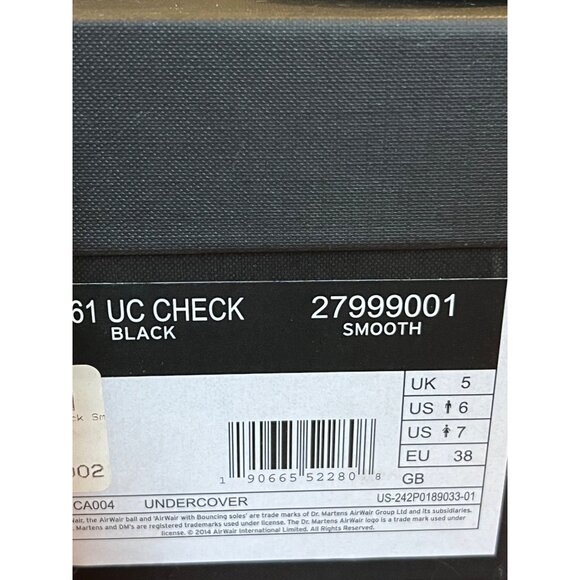 61 UC CHECK 27999001
BLACK SMOOTH
UK 5
US 6
US 7
EU 38
GB
1 90665 52280 8
ck Sm
002
CA004 UNDERCOVER US-242P0189033-01
Wair, the AirWair ball and 'AirWair with Bouncing soles' are trade marks of Dr. Martens AirWair Group Ltd and its subsidiaries.
Martens and DM's are registered trademarks used under license. The Dr. Martens AirWair logo is a trade mark used under
license. © 2014 AirWair International Limited. All Rights Reserved.